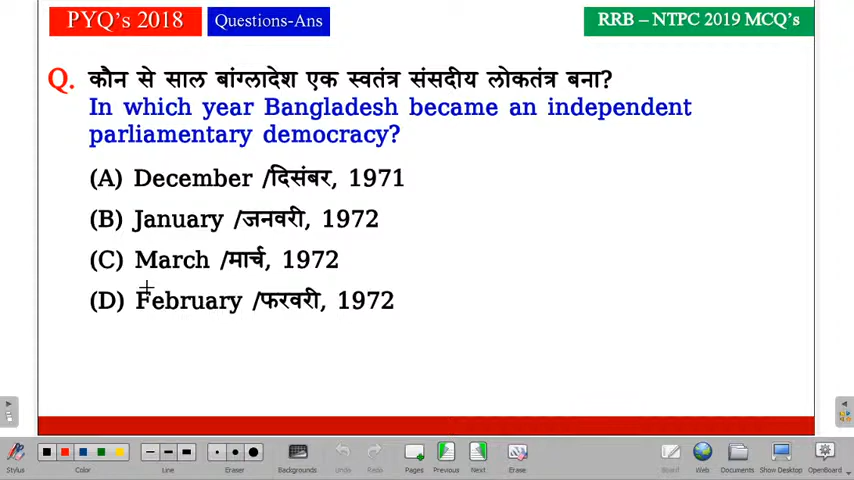 PYQ's 2018
Questions-Ans
RRB – NTPC 2019 MCQ's
Q. कौन से साल बांग्लादेश एक स्वतंत्र संसदीय लोकतंत्र बना?
In which year Bangladesh became an independent
parliamentary democracy?
(A) December /दिसंबर, 1971
(B) January /जनवरी, 1972
(C) March /मार्च, 1972
(D) February /फरवरी, 1972
Stylus
Color
Line
Eraser
Backgrounds
Undo
Redo
Pages
Previous
Next
Erase
Board
Web
Documents
Show Desktop
OpenBoard